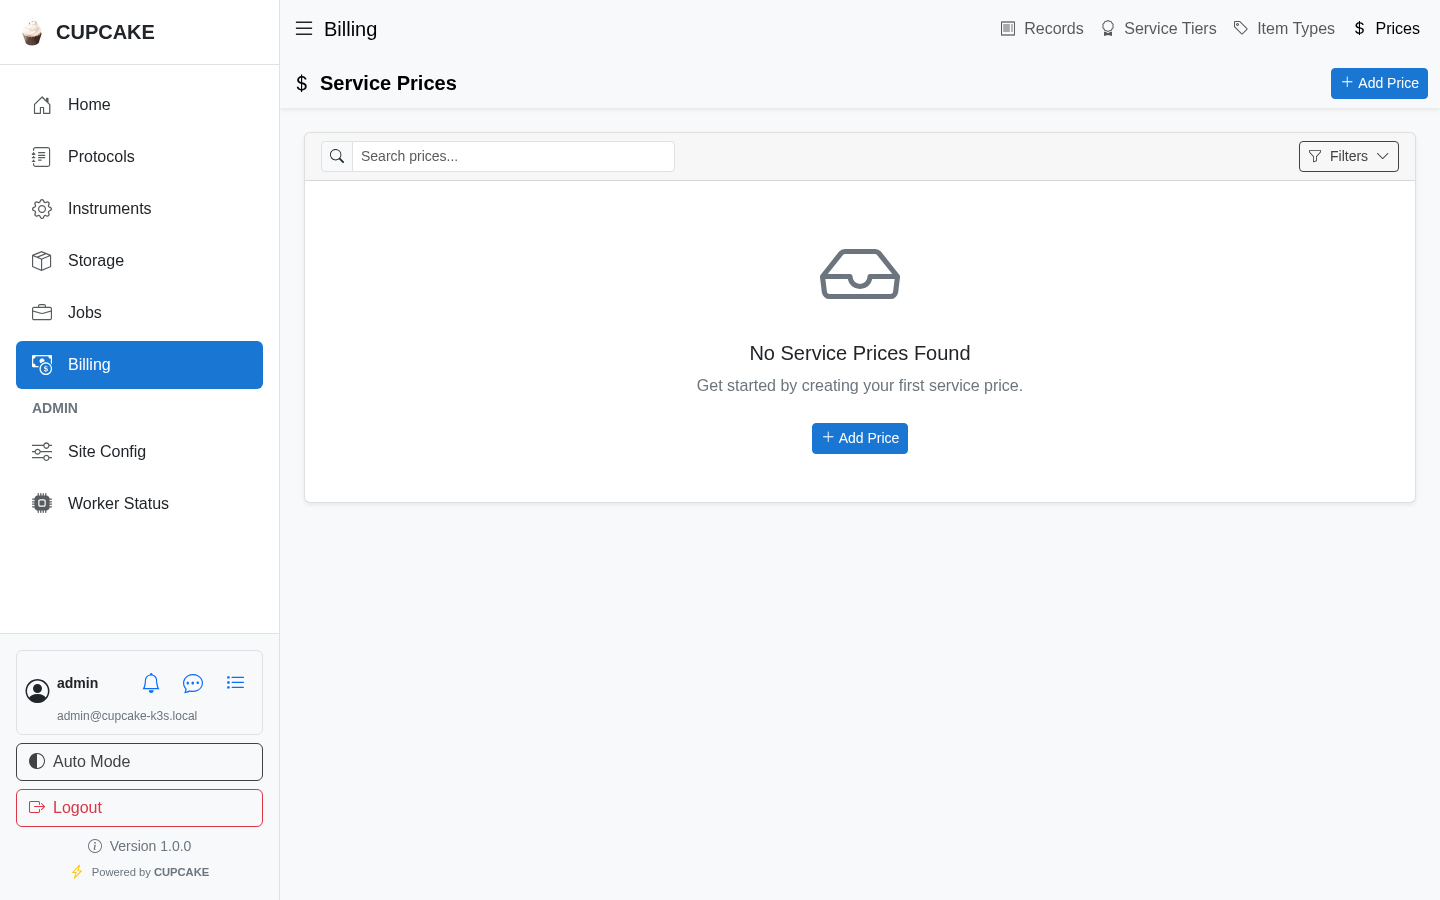 CUPCAKE
Home
Protocols
Instruments
Storage
Jobs
Billing
ADMIN
Site Config
Worker Status
admin
admin@cupcake-k3s.local
Auto Mode
Logout
Version 1.0.0
Powered by CUPCAKE
Billing
Records
Service Tiers
Item Types
Prices
Service Prices
Add Price
Search prices...
Filters
No Service Prices Found
Get started by creating your first service price.
Add Price